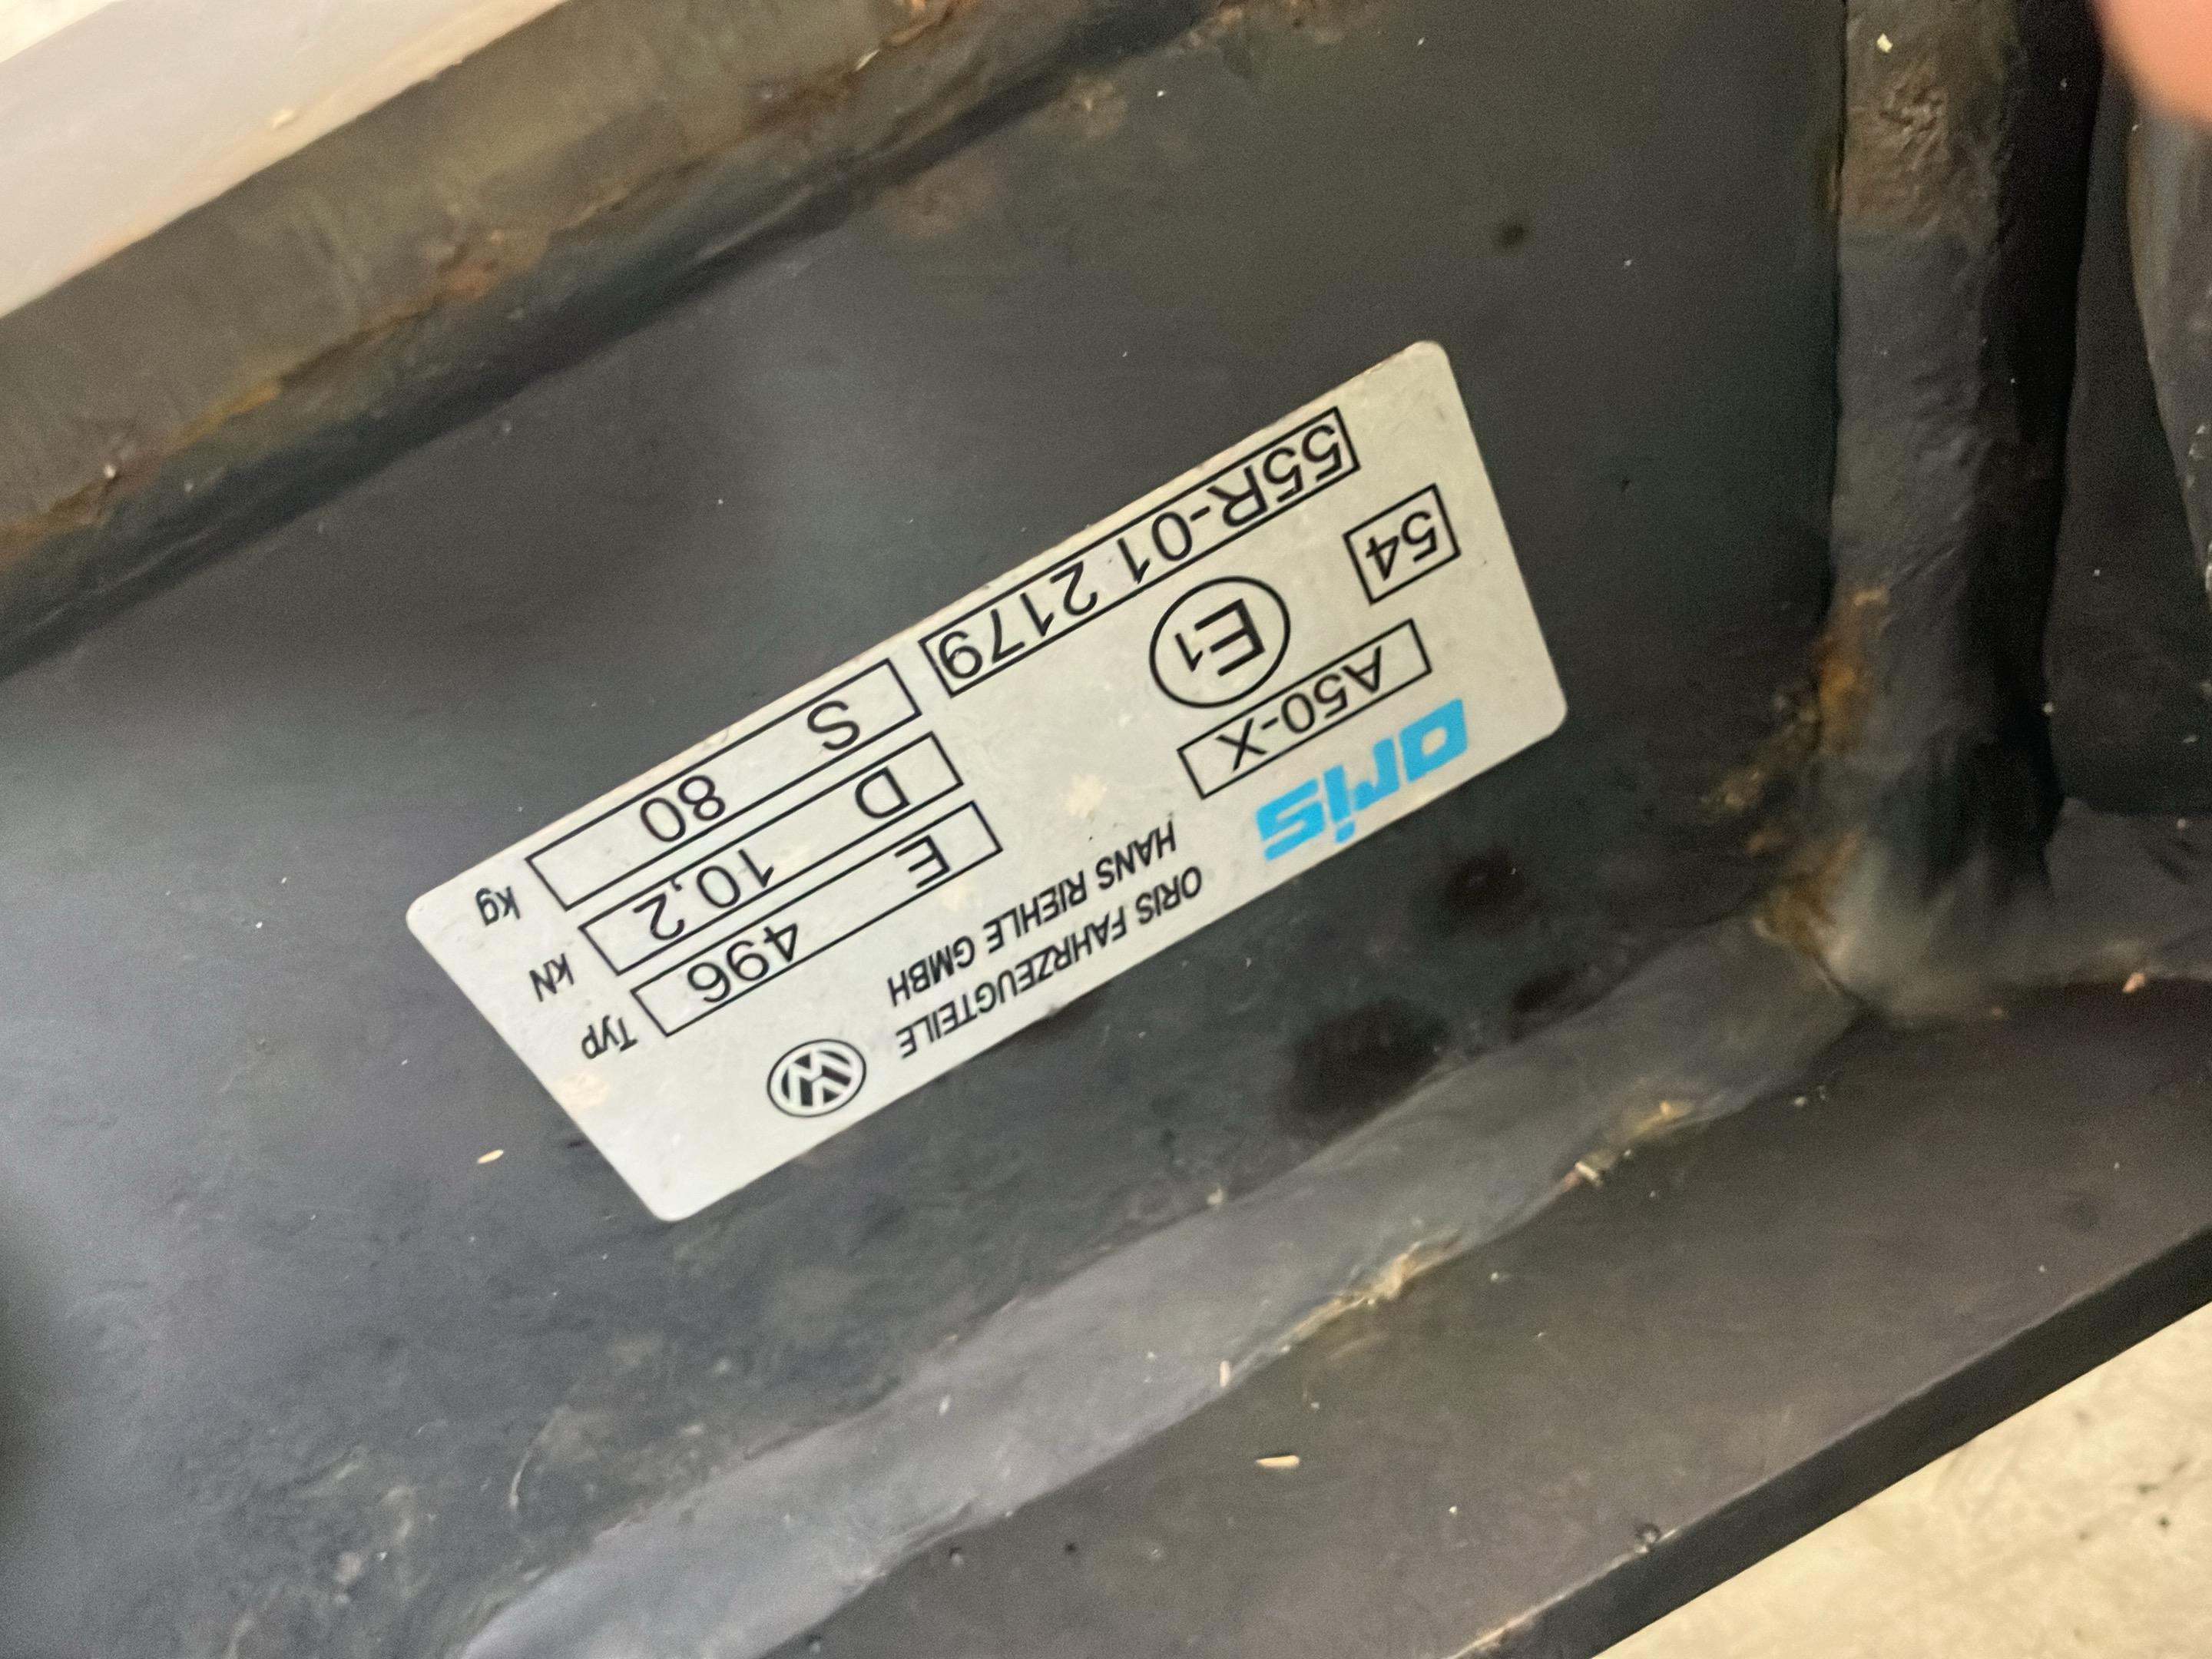 oris
ORIS FAHRZEUGTEILE
HANS RIEHLE GMBH
A50-X
E 496 Typ
E1
D 10,2 kN
54
S 80 kg
55R-01 2179